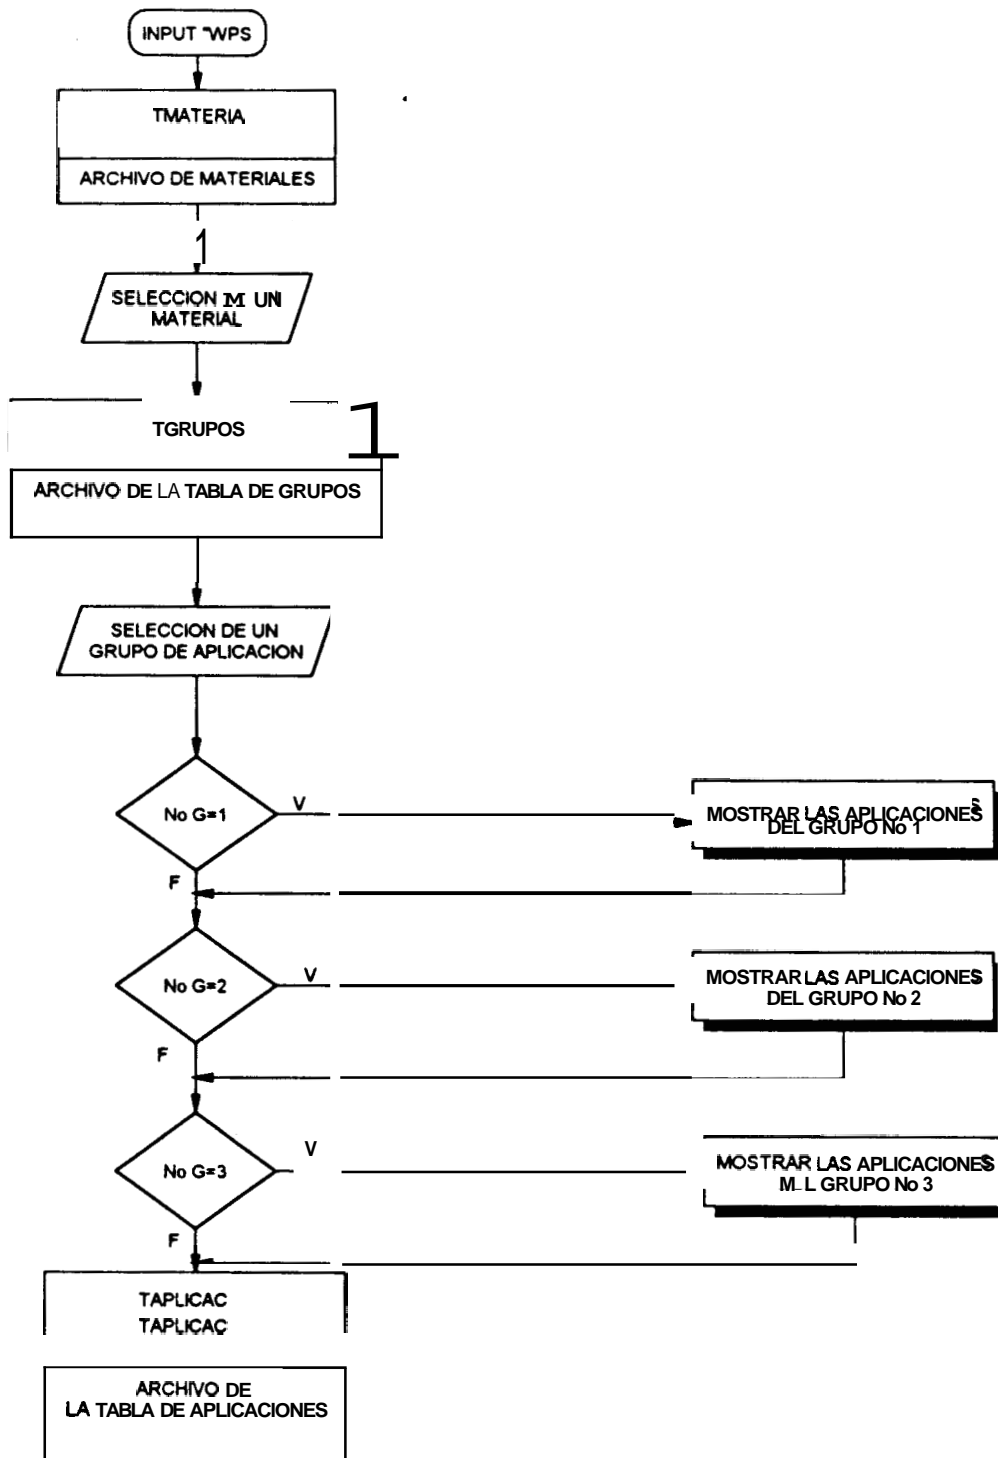 INPUT "WPS
TMATERIA
ARCHIVO DE MATERIALES
1
SELECCION M UN
MATERIAL
TGRUPOS
1
ARCHIVO DE LA TABLA DE GRUPOS
SELECCION DE UN
GRUPO DE APLICACION
No G=1
V
MOSTRAR LAS APLICACIONES
DEL GRUPO No 1
F
No G=2
V
MOSTRAR LAS APLICACIONES
DEL GRUPO No 2
F
No G=3
V
MOSTRAR LAS APLICACIONES
M_L GRUPO No 3
F
TAPLICAC
TAPLICAC
ARCHIVO DE
LA TABLA DE APLICACIONES